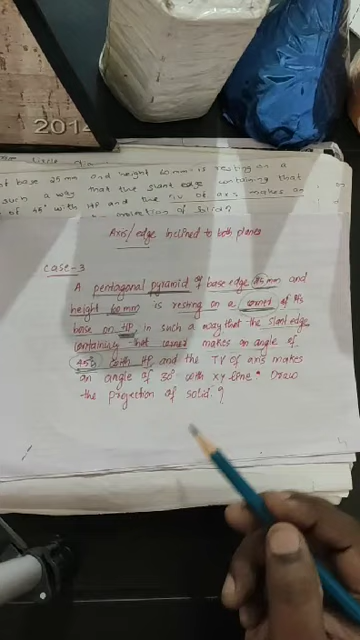 2014
of base 25 mm and height 60 mm is resting on a
such a way that the slant edge containing that
of 45° with HP and the TV of axis makes an
projection of solid?
Axis/edge inclined to both planes
Case-3
A pentagonal pyramid of base edge 25 mm and
height 60 mm is resting on a corner of its
base on HP, in such a way that the slant edge
containing that corner makes an angle of
45° with HP and the TV of axis makes
an angle of 30° with xy line. Draw
the projection of solid?